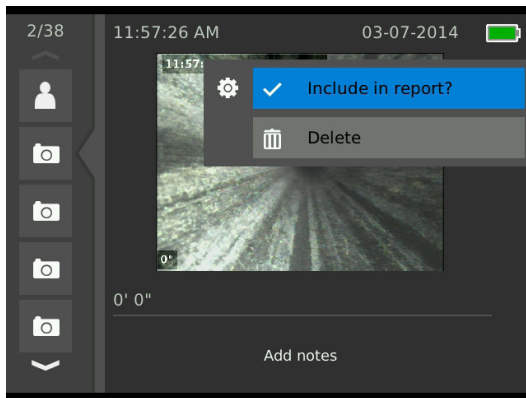 2/38
11:57:26 AM
03-07-2014
11:57:
Include in report?
Delete
0"
0' 0"
Add notes